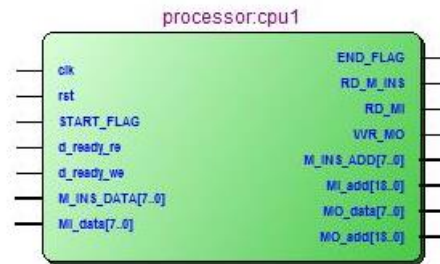 processor:cpu1
clk
rst
START_FLAG
d_ready_re
d_ready_we
M_INS_DATA[7..0]
MI_data[7..0]
END_FLAG
RD_M_INS
RD_MI
WR_MO
M_INS_ADD[7..0]
MI_add[18..0]
MO_data[7..0]
MO_add[18..0]